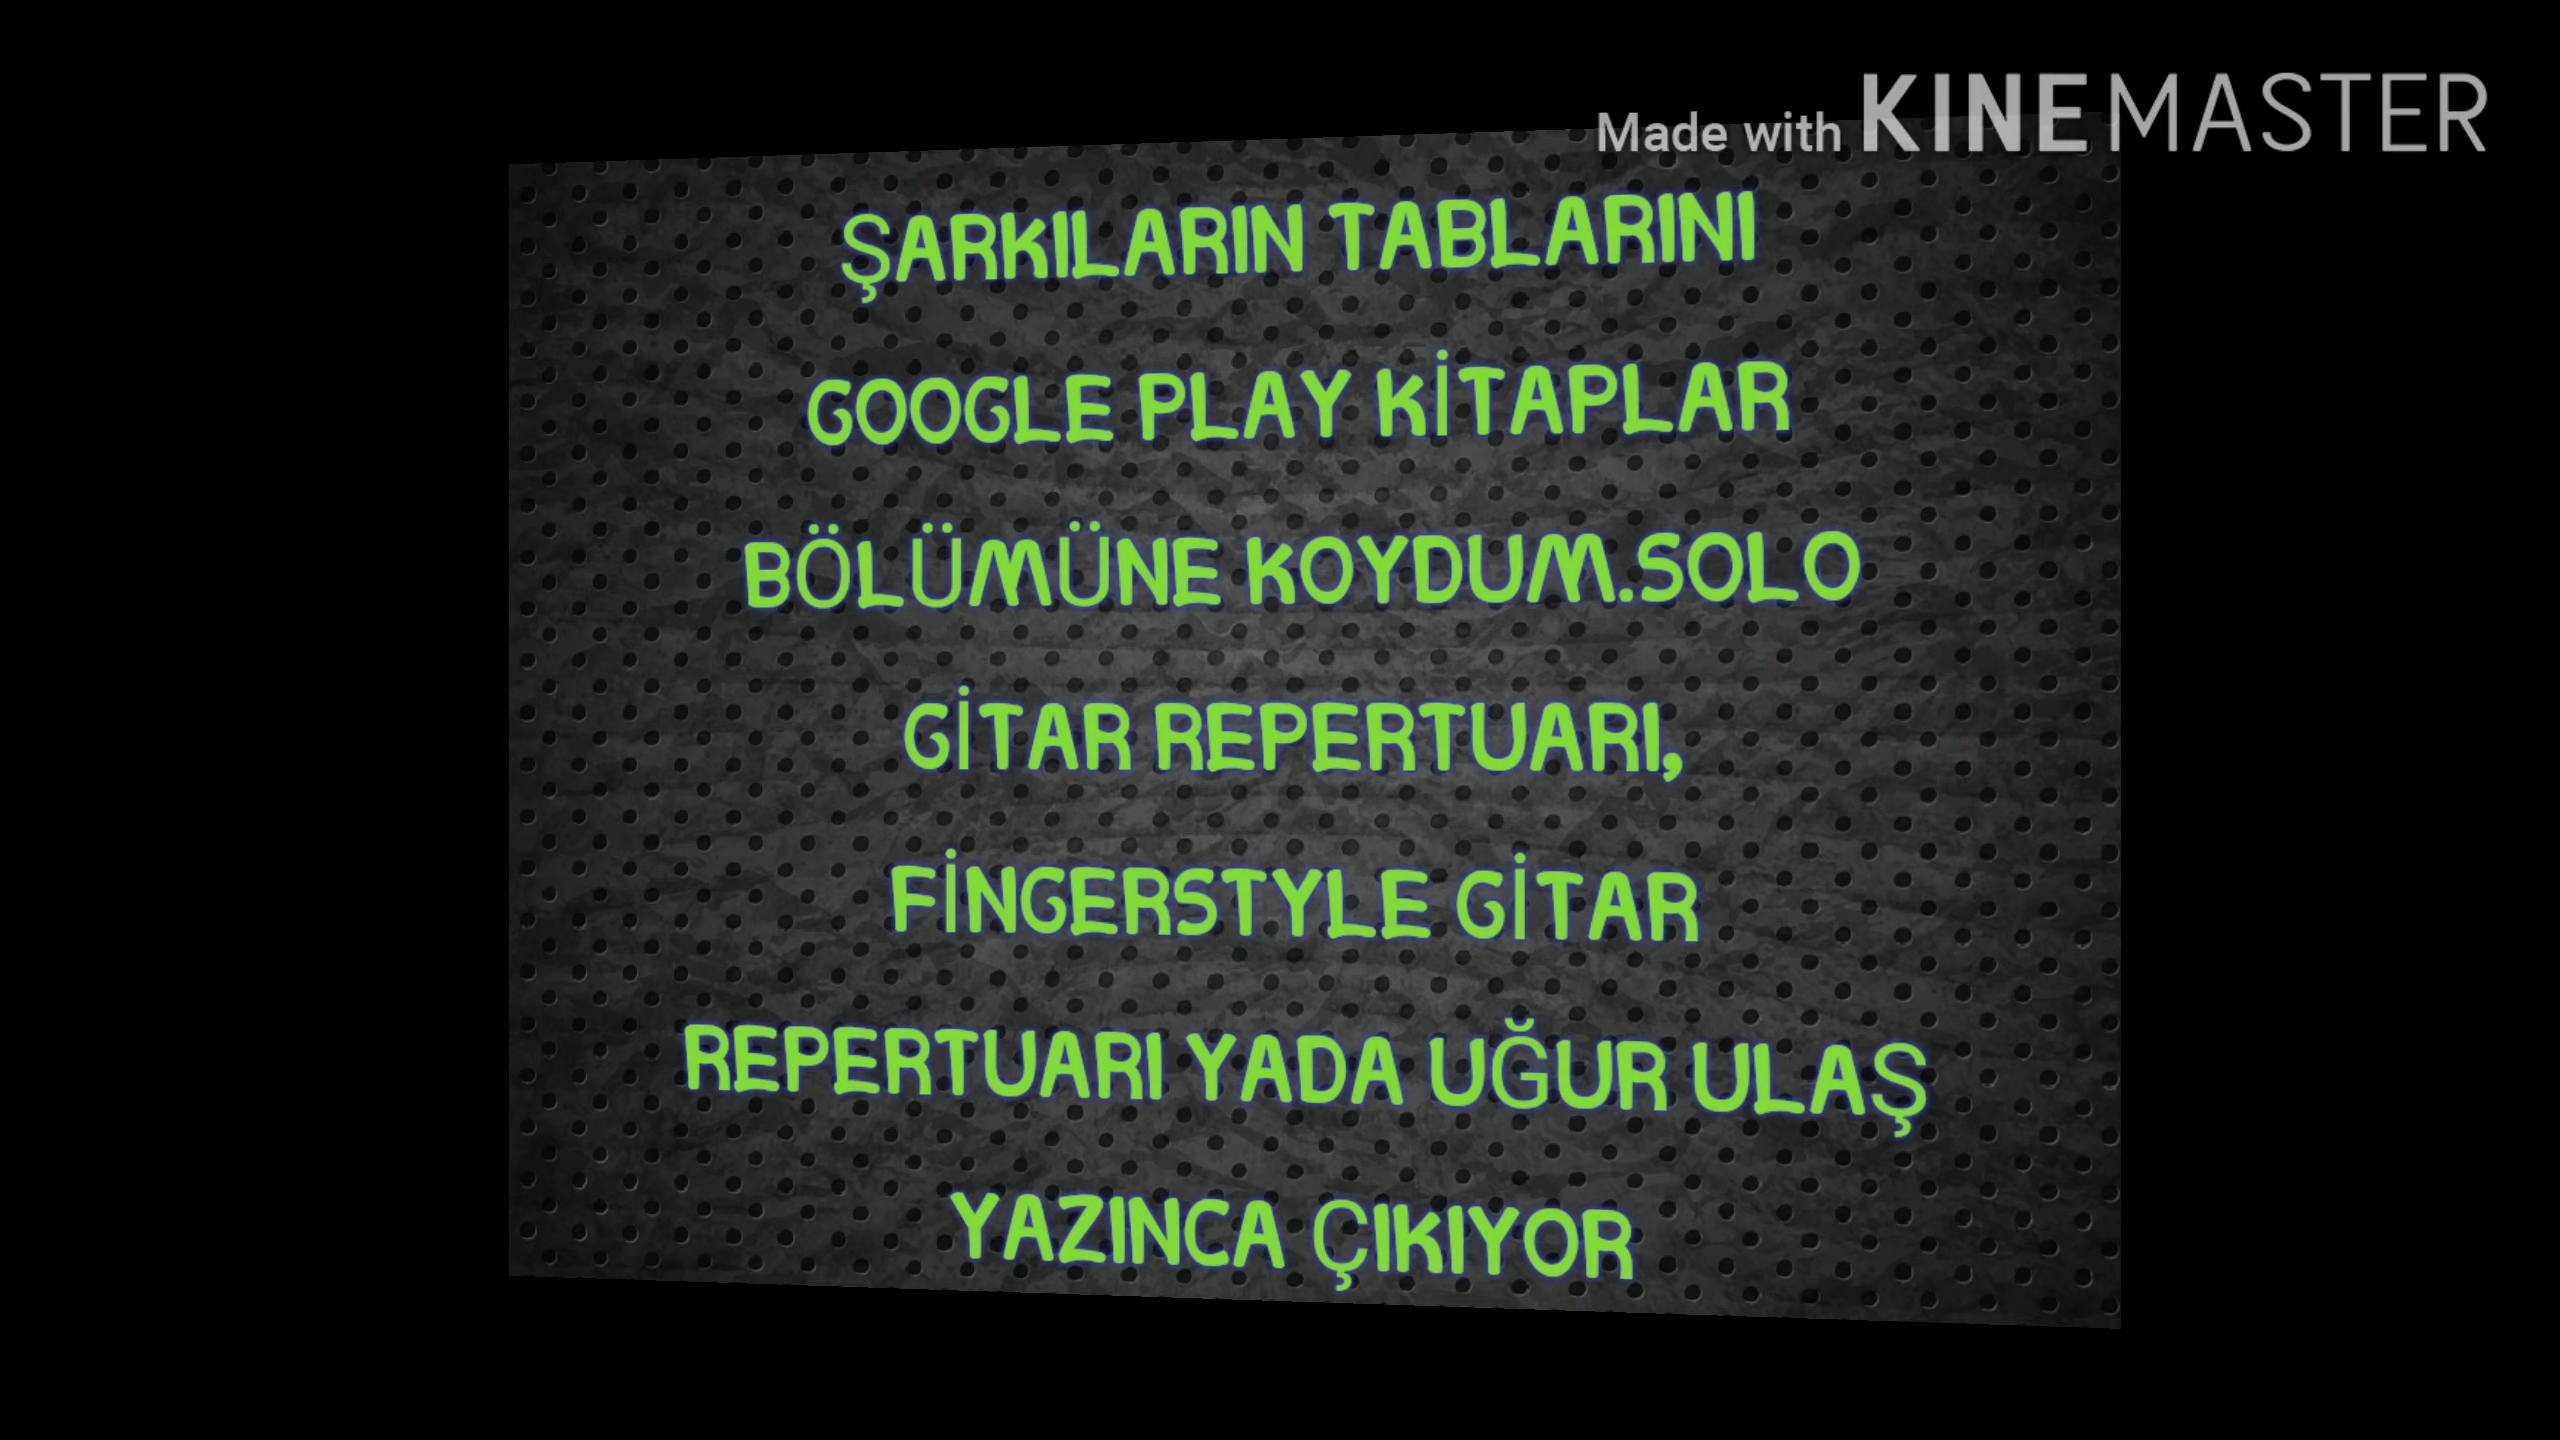 Made with KINEMASTER
ŞARKILARIN TABLARINI
GOOGLE PLAY KİTAPLAR
BÖLÜMÜNE KOYDUM.SOLO
GİTAR REPERTUARI,
FİNGERSTYLE GİTAR
REPERTUARI YADA UĞUR ULAŞ
YAZINCA ÇIKIYOR